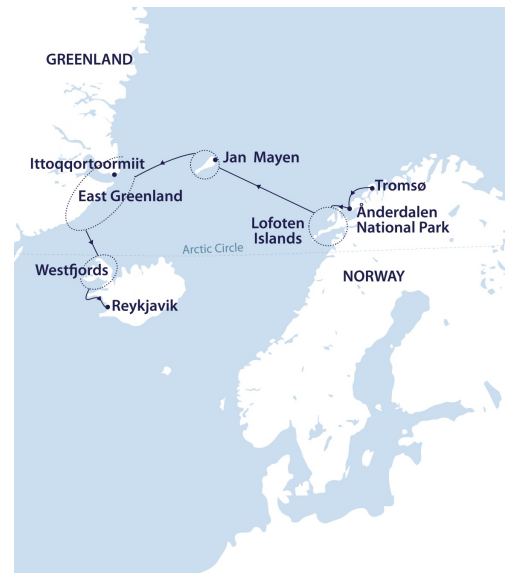 GREENLAND
Ittoqqortoormiit
Jan Mayen
East Greenland
Tromsø
Ånderdalen
National Park
Lofoten
Islands
Arctic Circle
Westfjords
NORWAY
Reykjavik